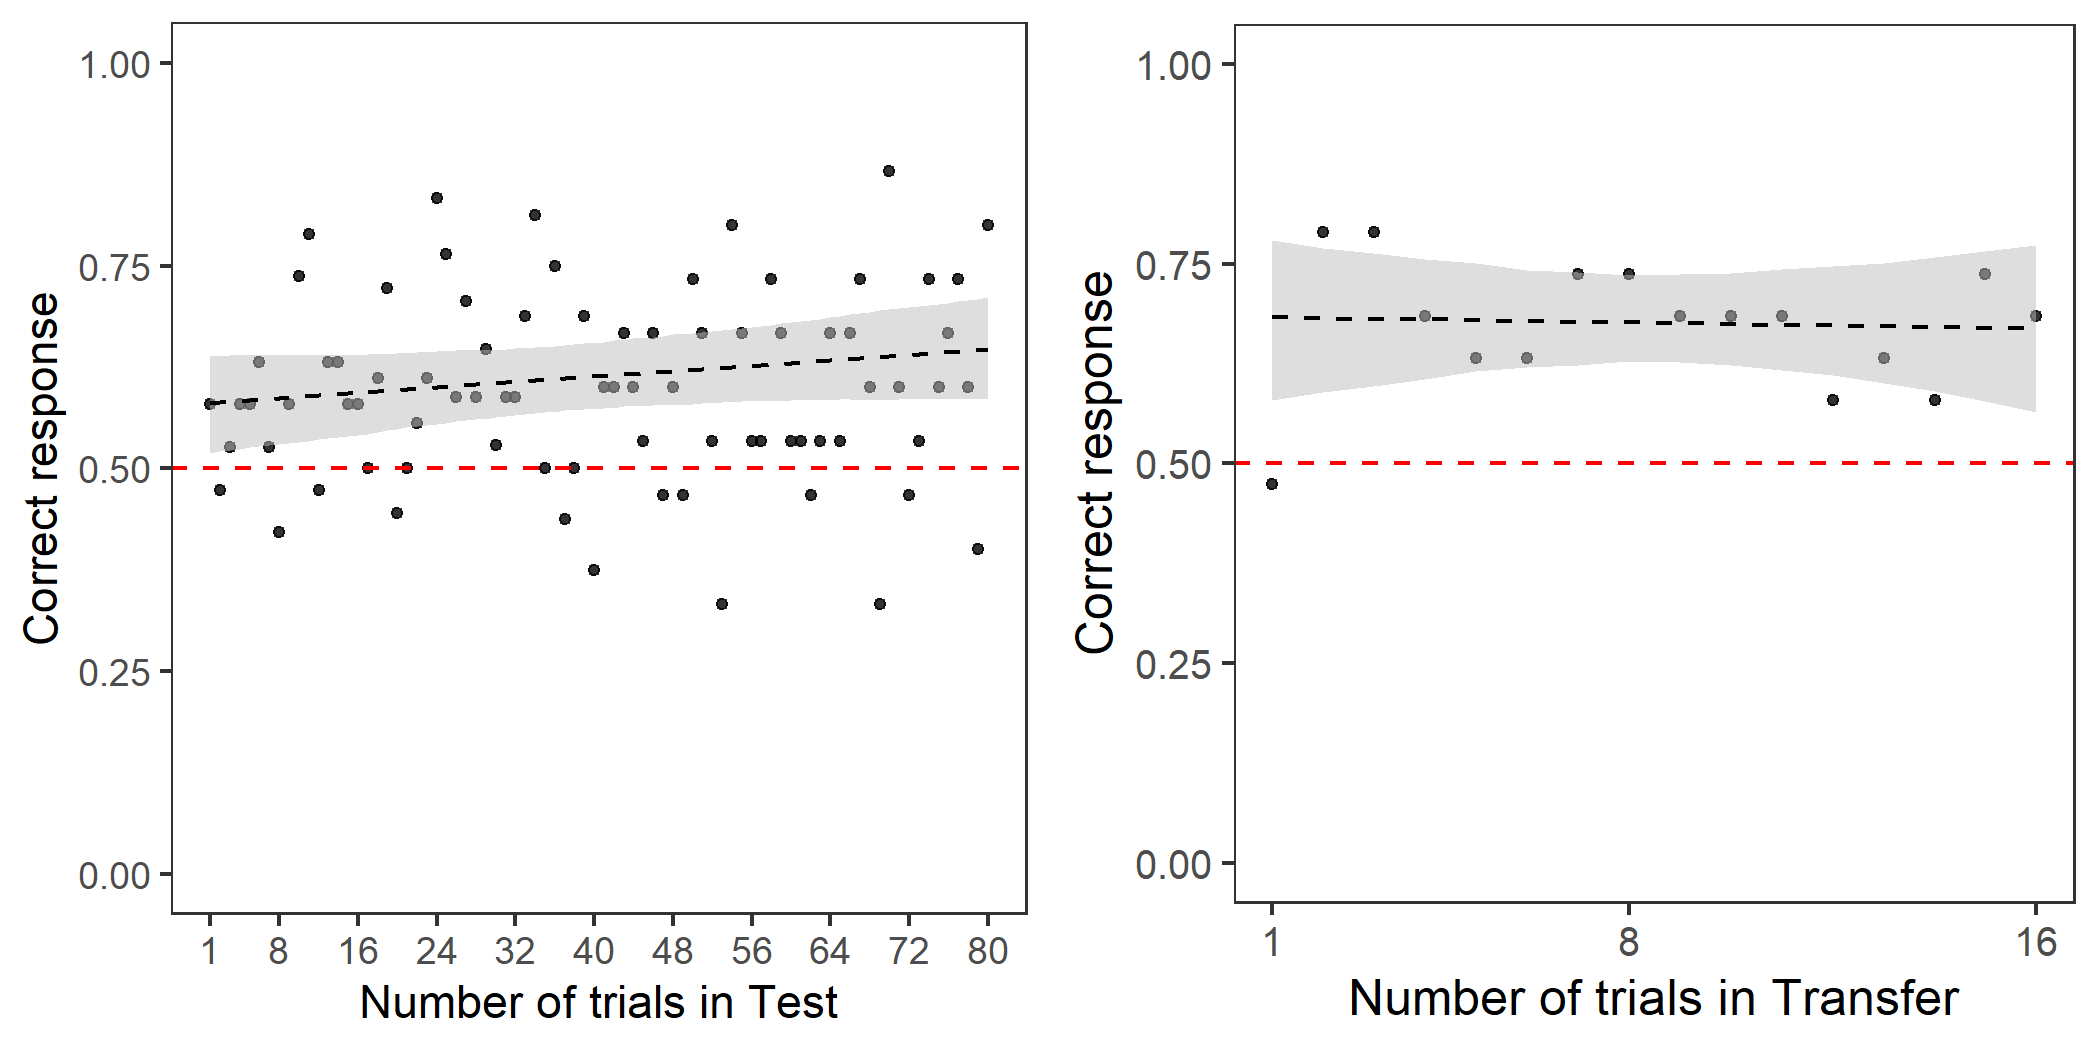 Correct response
1.00
0.75
0.50
0.25
0.00
1 8 16 24 32 40 48 56 64 72 80
Number of trials in Test
Correct response
1.00
0.75
0.50
0.25
0.00
1 8 16
Number of trials in Transfer